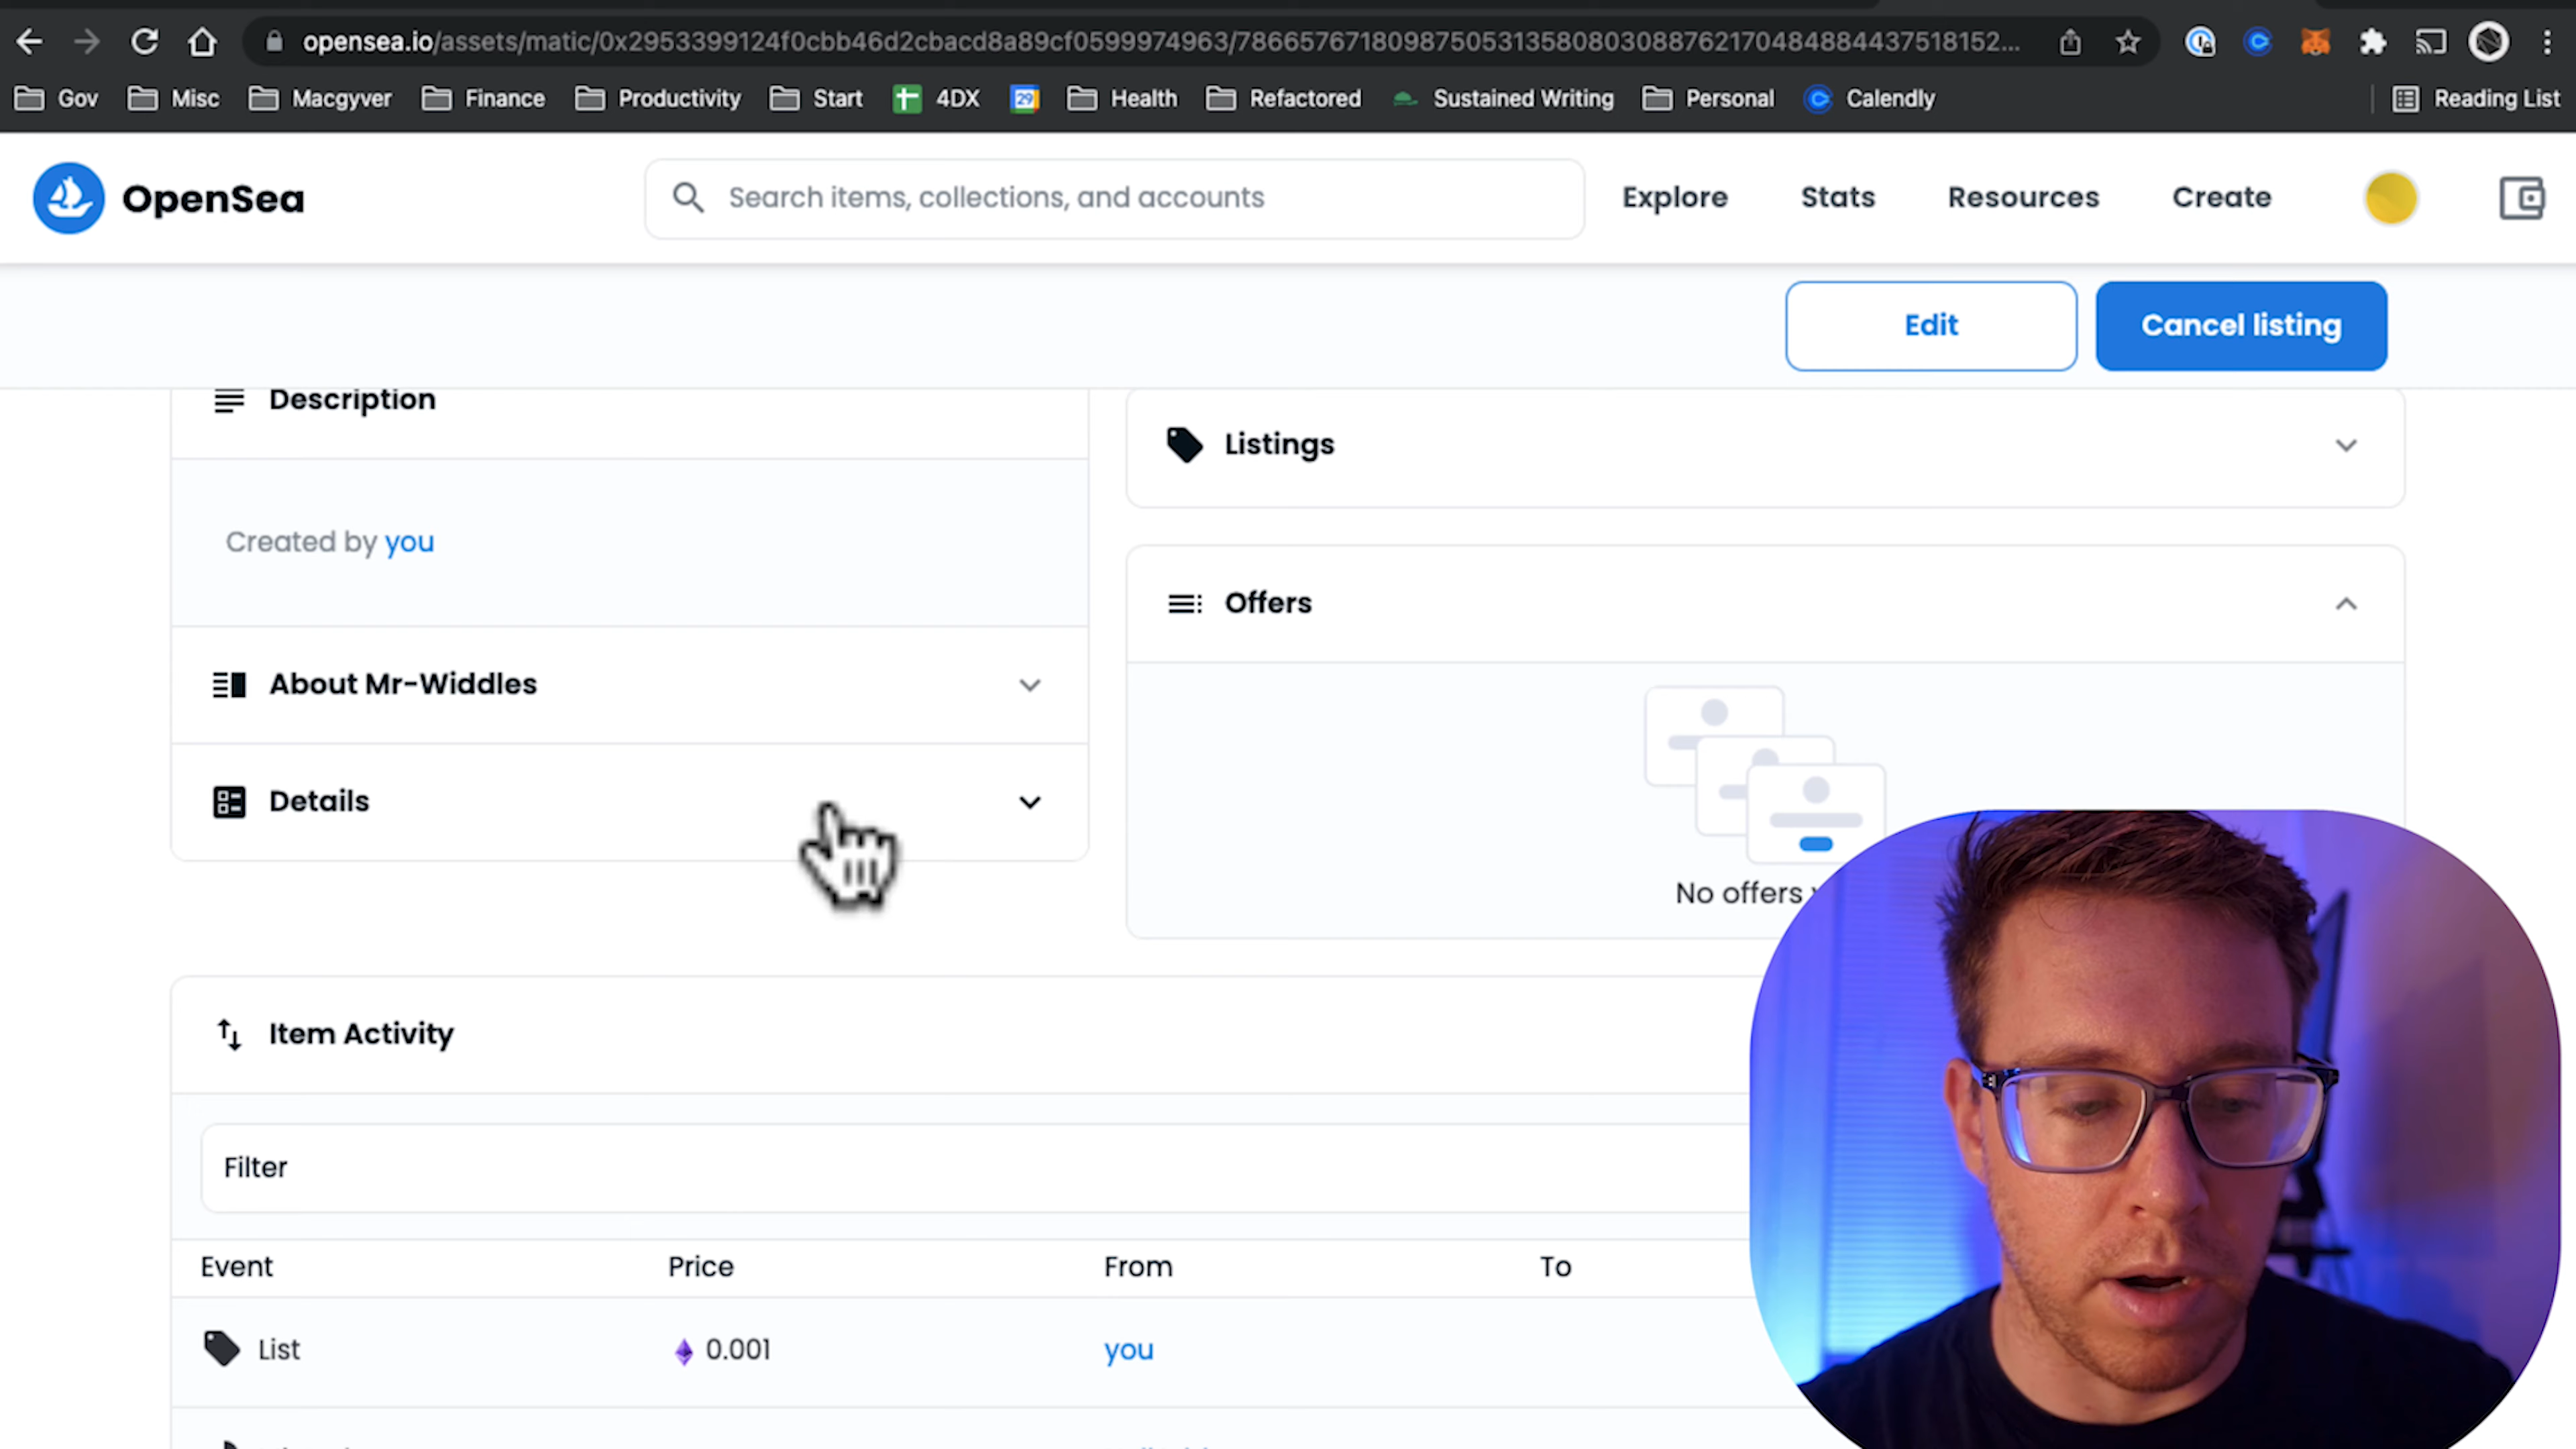 opensea.io/assets/matic/0x2953399124f0cbb46d2cbacd8a89cf0599974963/78665767180987505313580803088762170484884437518152...
Gov Misc Macgyver Finance Productivity Start 4DX 29 Health Refactored Sustained Writing Personal Calendly Reading List
OpenSea Search items, collections, and accounts Explore Stats Resources Create
Edit Cancel listing
Description
Listings
Created by you
Offers
About Mr-Widdles
Details
No offers
Item Activity
Filter
Event Price From To
List 0.001 you